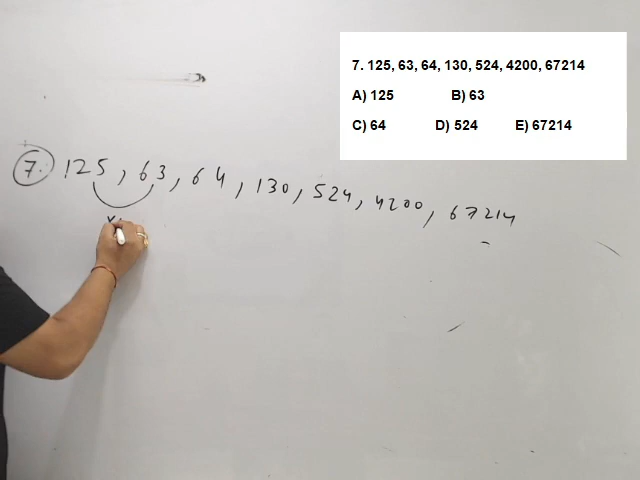 7. 125, 63, 64, 130, 524, 4200, 67214
A) 125 B) 63
C) 64 D) 524 E) 67214
7. 125, 63, 64, 130, 524, 4200, 67214